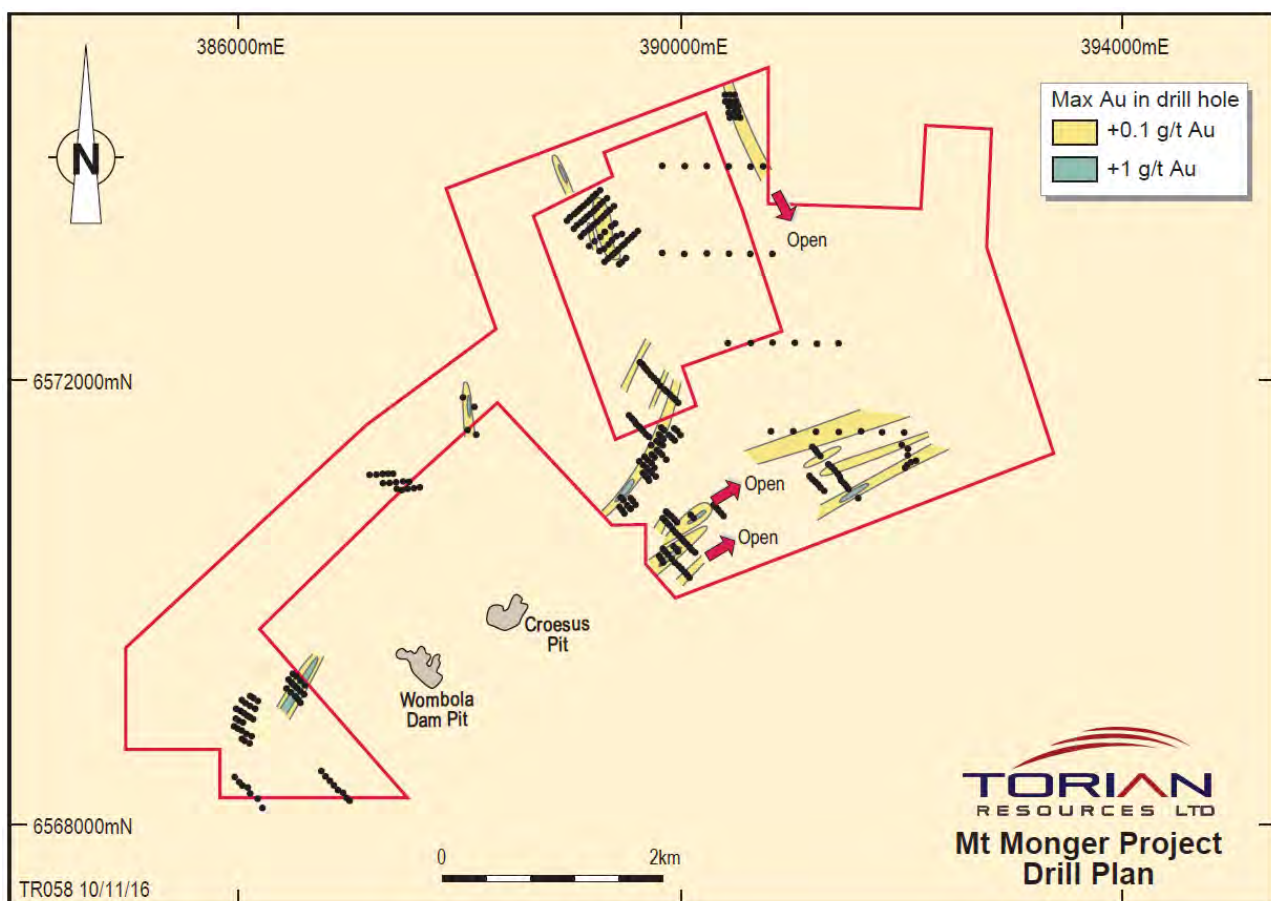 386000mE
390000mE
394000mE
Max Au in drill hole
+0.1 g/t Au
+1 g/t Au
N
Open
6572000mN
Open
Open
Croesus
Pit
Wombola
Dam Pit
TORIAN
RESOURCES LTD
Mt Monger Project
Drill Plan
6568000mN
0
2km
TR058 10/11/16